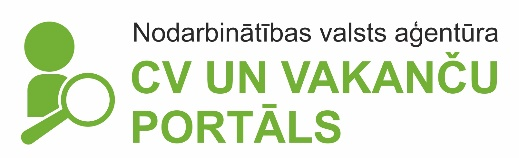 Nodarbinātības valsts aģentūra
CV UN VAKANČU
PORTĀLS